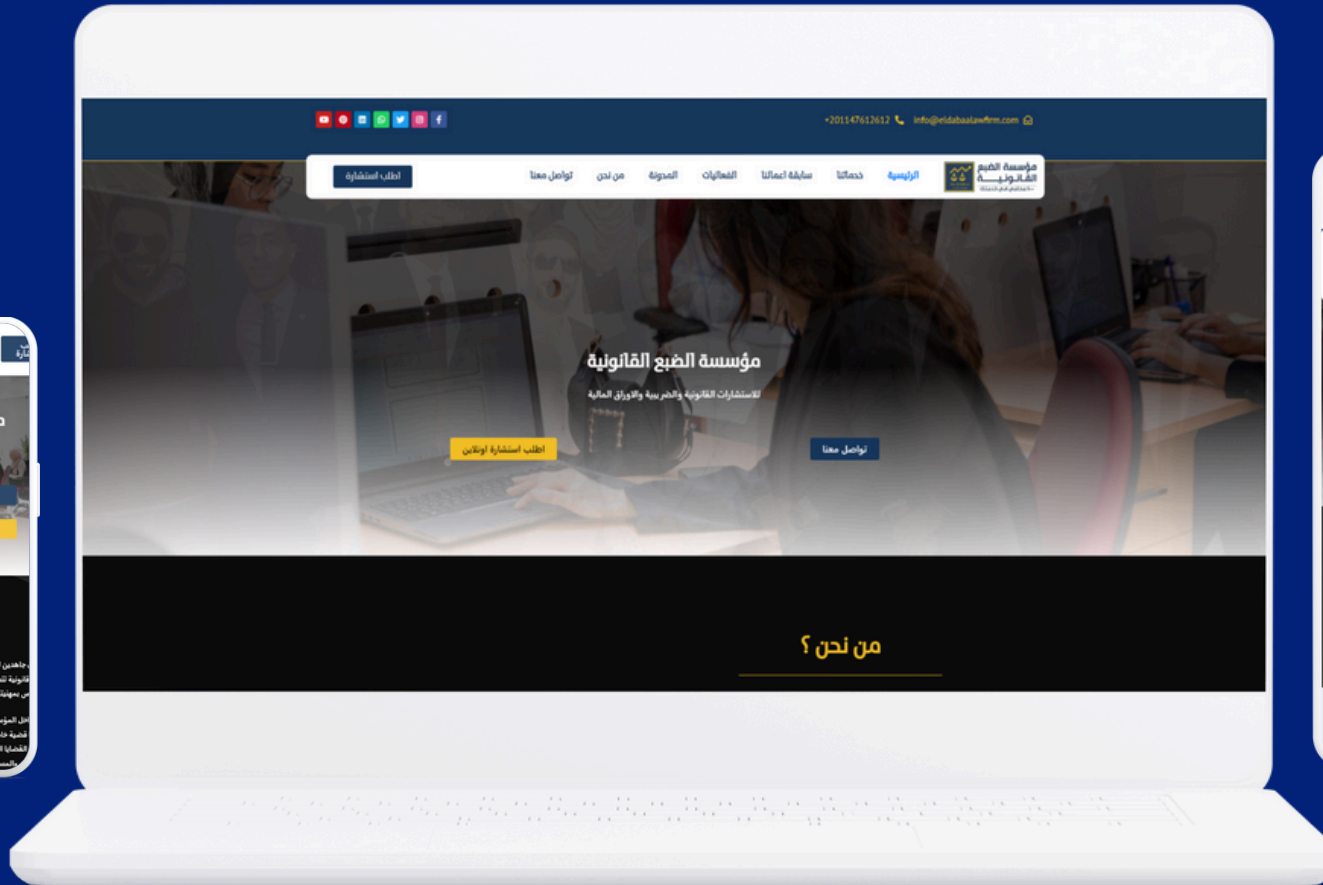 info@eldabaalawfirm.com
+201147612612
مؤسسة الضبع
القانونيـــــة
الرئيسية
خدماتنا
سابقة اعمالنا
الفعاليات
المدونة
من نحن
تواصل معنا
اطلب استشارة
مؤسسة الضبع القانونية
للاستشارات القانونية والضريبية والاوراق المالية
تواصل معنا
اطلب استشارة اونلاين
من نحن ؟